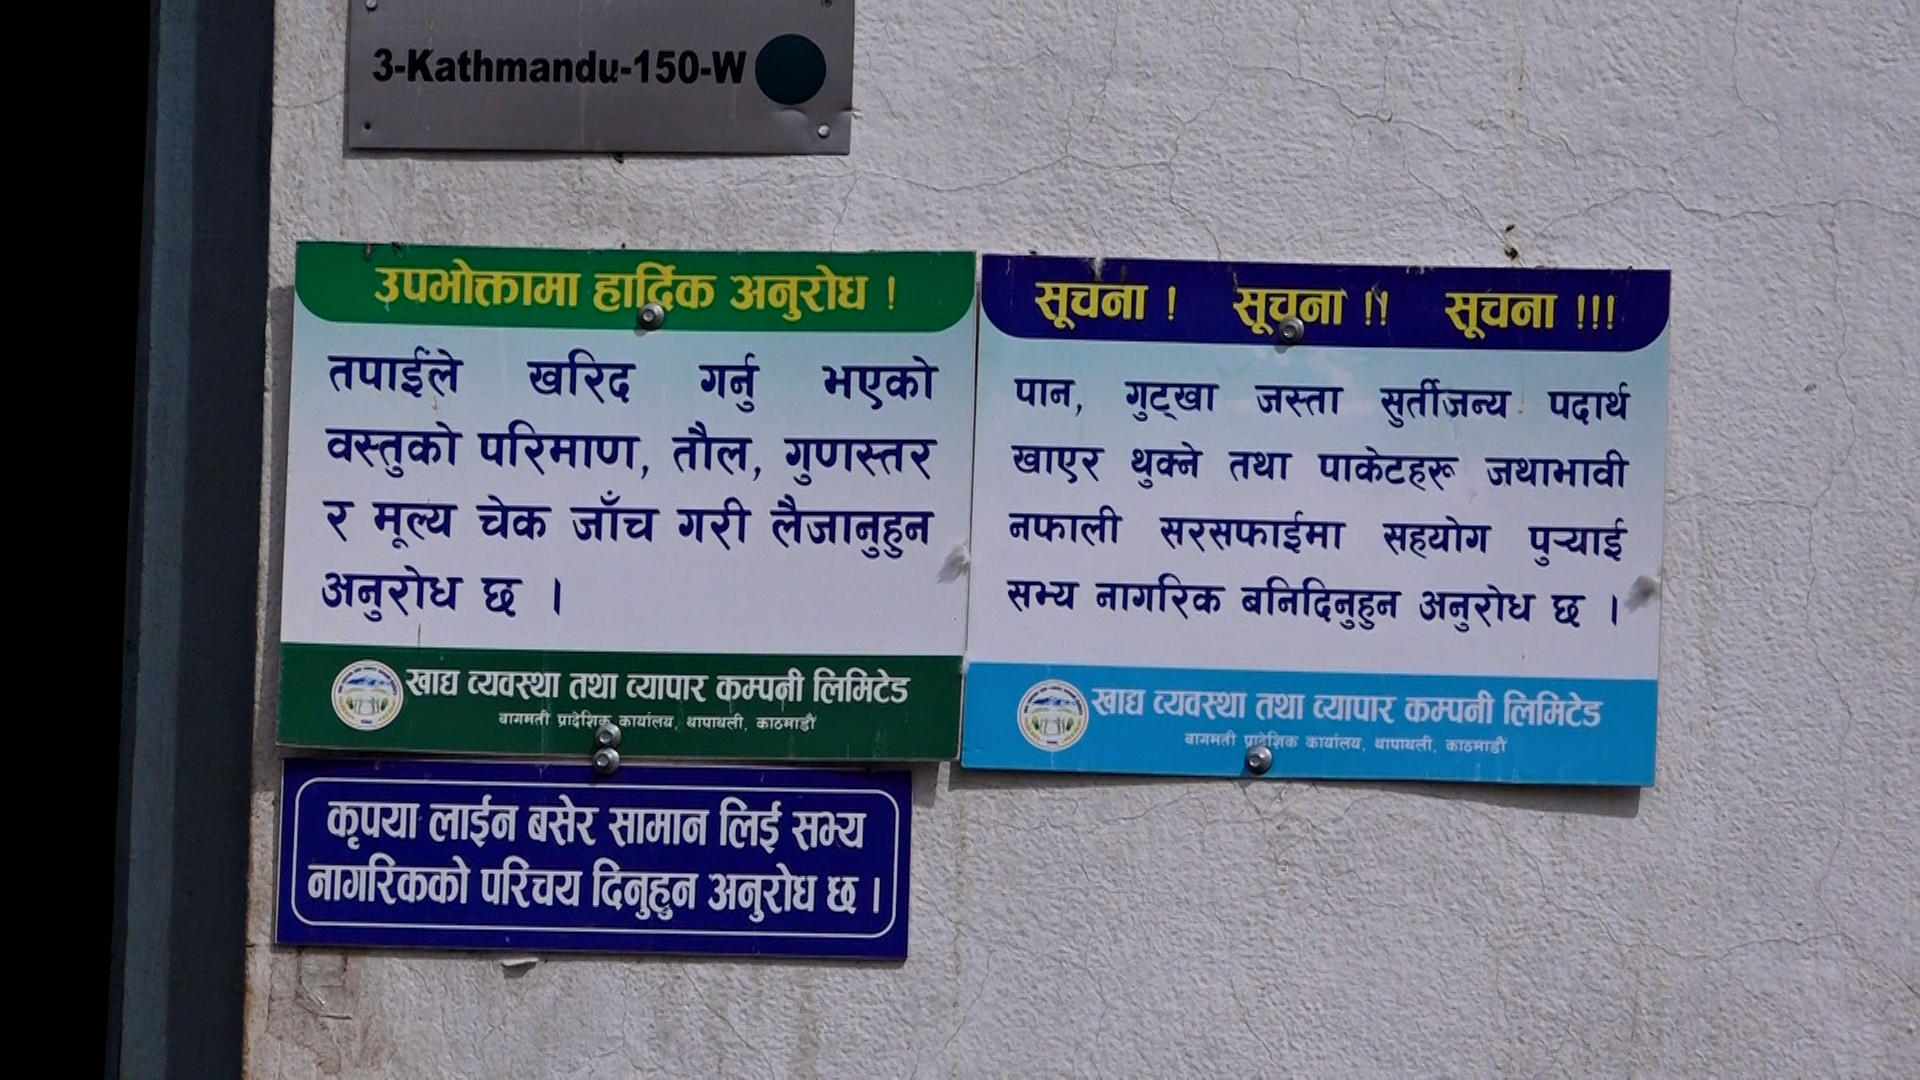 3-Kathmandu-150-W
उपभोक्तामा हार्दिक अनुरोध !
तपाईंले खरिद गर्नु भएको
वस्तुको परिमाण, तौल, गुणस्तर
र मूल्य चेक जाँच गरी लैजानुहुन
अनुरोध छ ।
खाद्य व्यवस्था तथा व्यापार कम्पनी लिमिटेड
बागमती प्रादेशिक कार्यालय, थापाथली, काठमाडौं
सूचना ! सूचना !! सूचना !!!
पान, गुट्खा जस्ता सुर्तीजन्य पदार्थ
खाएर थुक्ने तथा पाकेटहरू जथाभावी
नफाली सरसफाईमा सहयोग पुऱ्याई
सभ्य नागरिक बनिदिनुहुन अनुरोध छ ।
खाद्य व्यवस्था तथा व्यापार कम्पनी लिमिटेड
बागमती प्रादेशिक कार्यालय, थापाथली, काठमाडौं
कृपया लाईन बसेर सामान लिई सभ्य
नागरिकको परिचय दिनुहुन अनुरोध छ ।